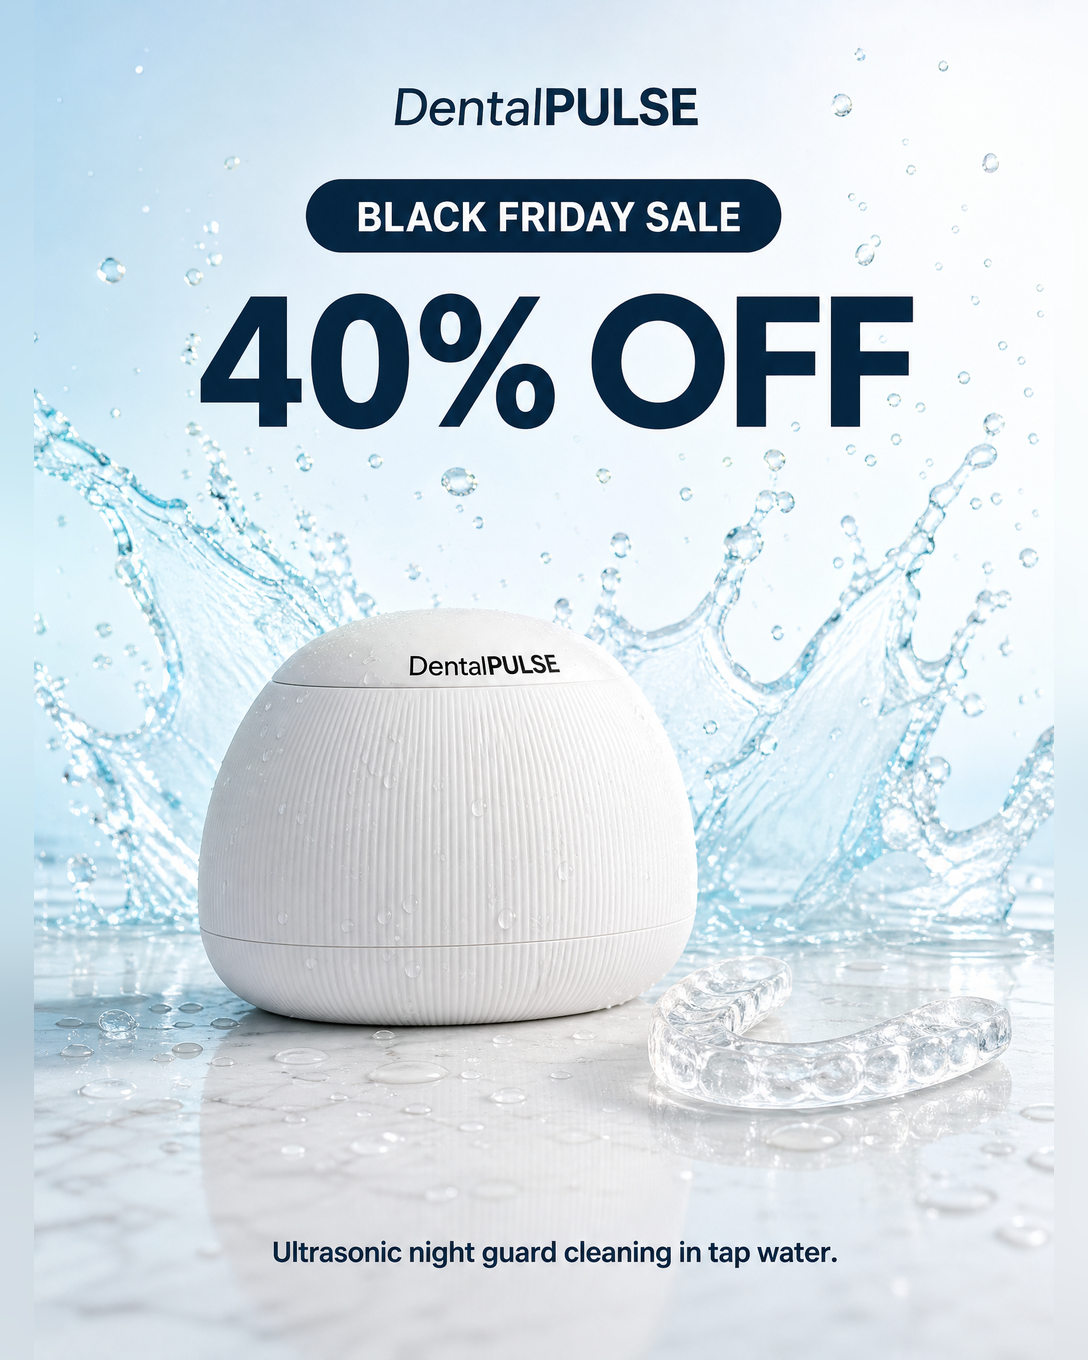 DentalPULSE
BLACK FRIDAY SALE
40% OFF
DentalPULSE
Ultrasonic night guard cleaning in tap water.